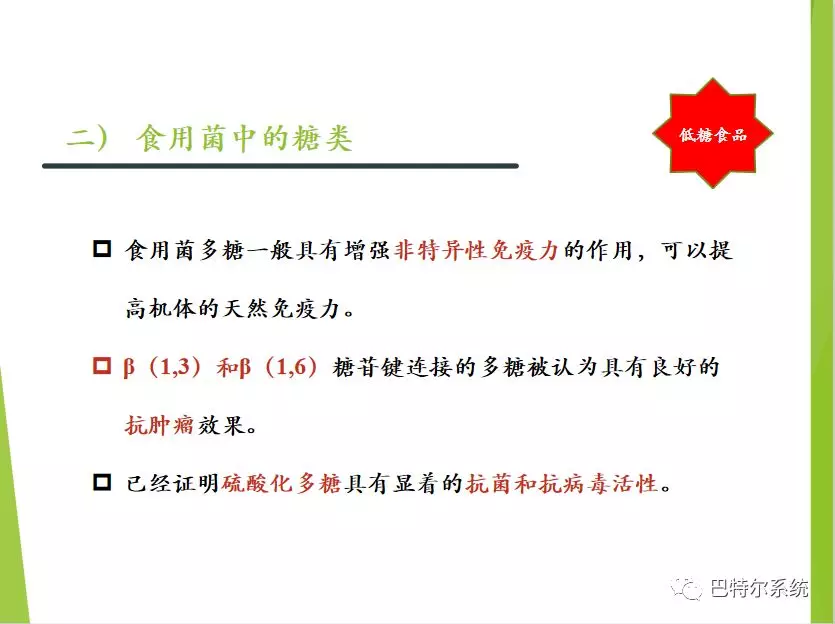 二） 食用菌中的糖类
低糖食品
食用菌多糖一般具有增强非特异性免疫力的作用，可以提
高机体的天然免疫力。
β（1,3）和β（1,6）糖苷键连接的多糖被认为具有良好的
抗肿瘤效果。
已经证明硫酸化多糖具有显着的抗菌和抗病毒活性。
巴特尔系统